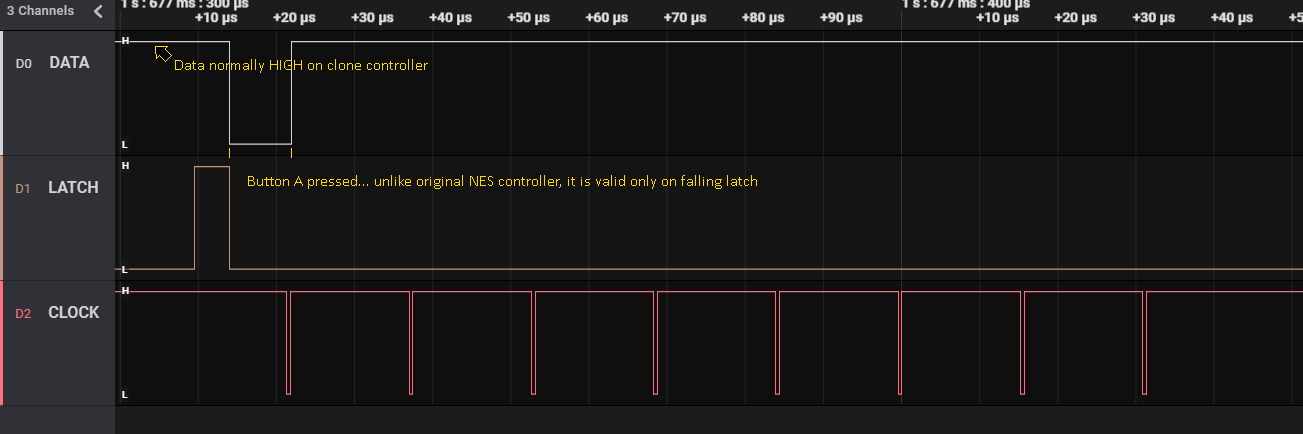 3 Channels
1 s : 677 ms : 300 µs 1 s : 677 ms : 400 µs
+10 µs +20 µs +30 µs +40 µs +50 µs +60 µs +70 µs +80 µs +90 µs +10 µs +20 µs +30 µs +40 µs +5
H
D0 DATA
Data normally HIGH on clone controller
L
H
D1 LATCH
Button A pressed... unlike original NES controller, it is valid only on falling latch
L
H
D2 CLOCK
L